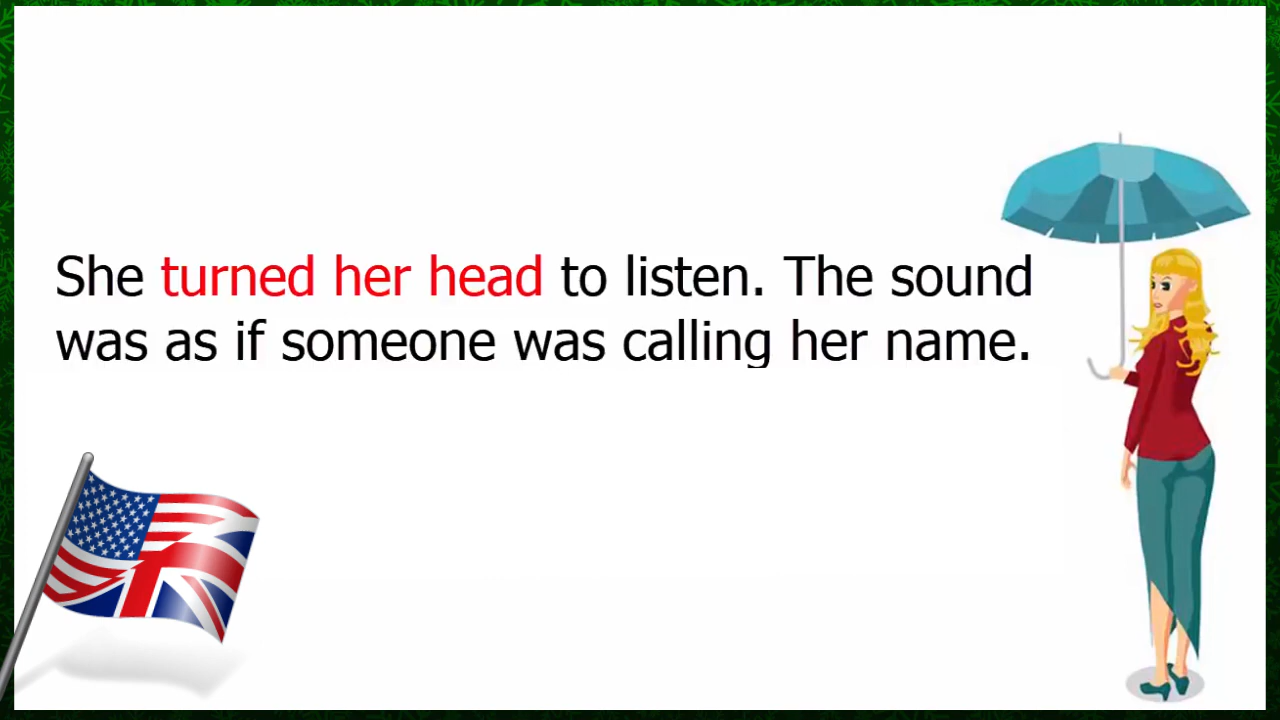 She turned her head to listen. The sound
was as if someone was calling her name.